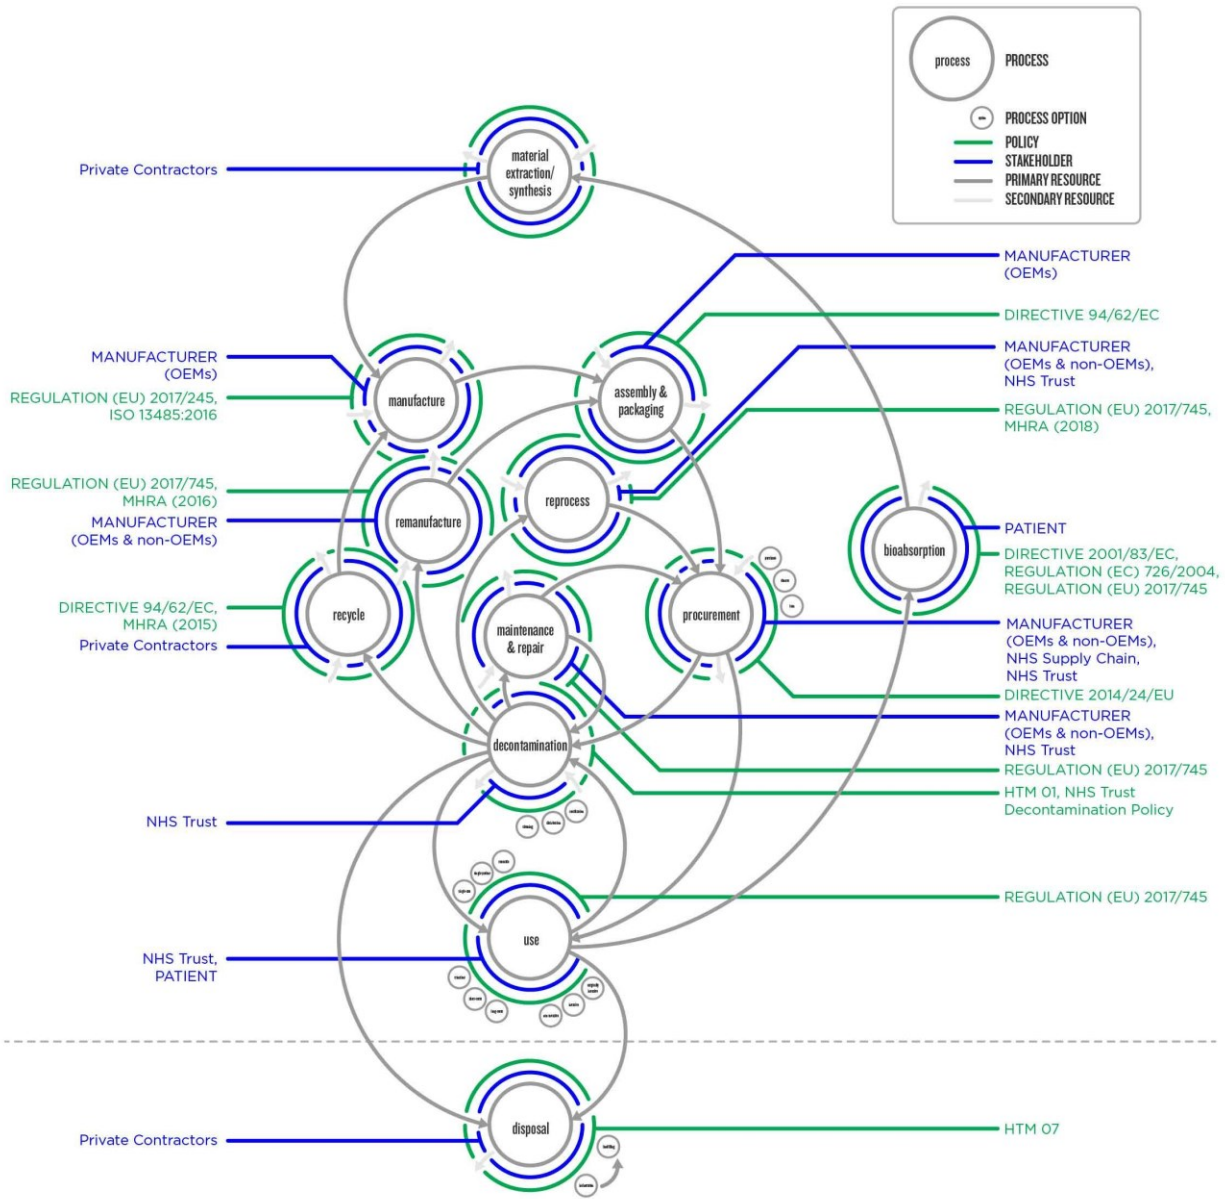 process
PROCESS
PROCESS OPTION
POLICY
STAKEHOLDER
PRIMARY RESOURCE
SECONDARY RESOURCE
Private Contractors
material
extraction/
synthesis
MANUFACTURER
(OEMs)
DIRECTIVE 94/62/EC
MANUFACTURER
(OEMs)
REGULATION (EU) 2017/245,
ISO 13485:2016
manufacture
assembly &
packaging
MANUFACTURER
(OEMs & non-OEMs),
NHS Trust
REGULATION (EU) 2017/745,
MHRA (2018)
REGULATION (EU) 2017/745,
MHRA (2016)
MANUFACTURER
(OEMs & non-OEMs)
remanufacture
reprocess
bioabsorption
PATIENT
DIRECTIVE 2001/83/EC,
REGULATION (EC) 726/2004,
REGULATION (EU) 2017/745
DIRECTIVE 94/62/EC,
MHRA (2015)
Private Contractors
recycle
maintenance
& repair
procurement
MANUFACTURER
(OEMs & non-OEMs),
NHS Supply Chain,
NHS Trust
DIRECTIVE 2014/24/EU
MANUFACTURER
(OEMs & non-OEMs),
NHS Trust
decontamination
REGULATION (EU) 2017/745
HTM 01, NHS Trust
Decontamination Policy
NHS Trust
REGULATION (EU) 2017/745
use
NHS Trust,
PATIENT
disposal
Private Contractors
HTM 07